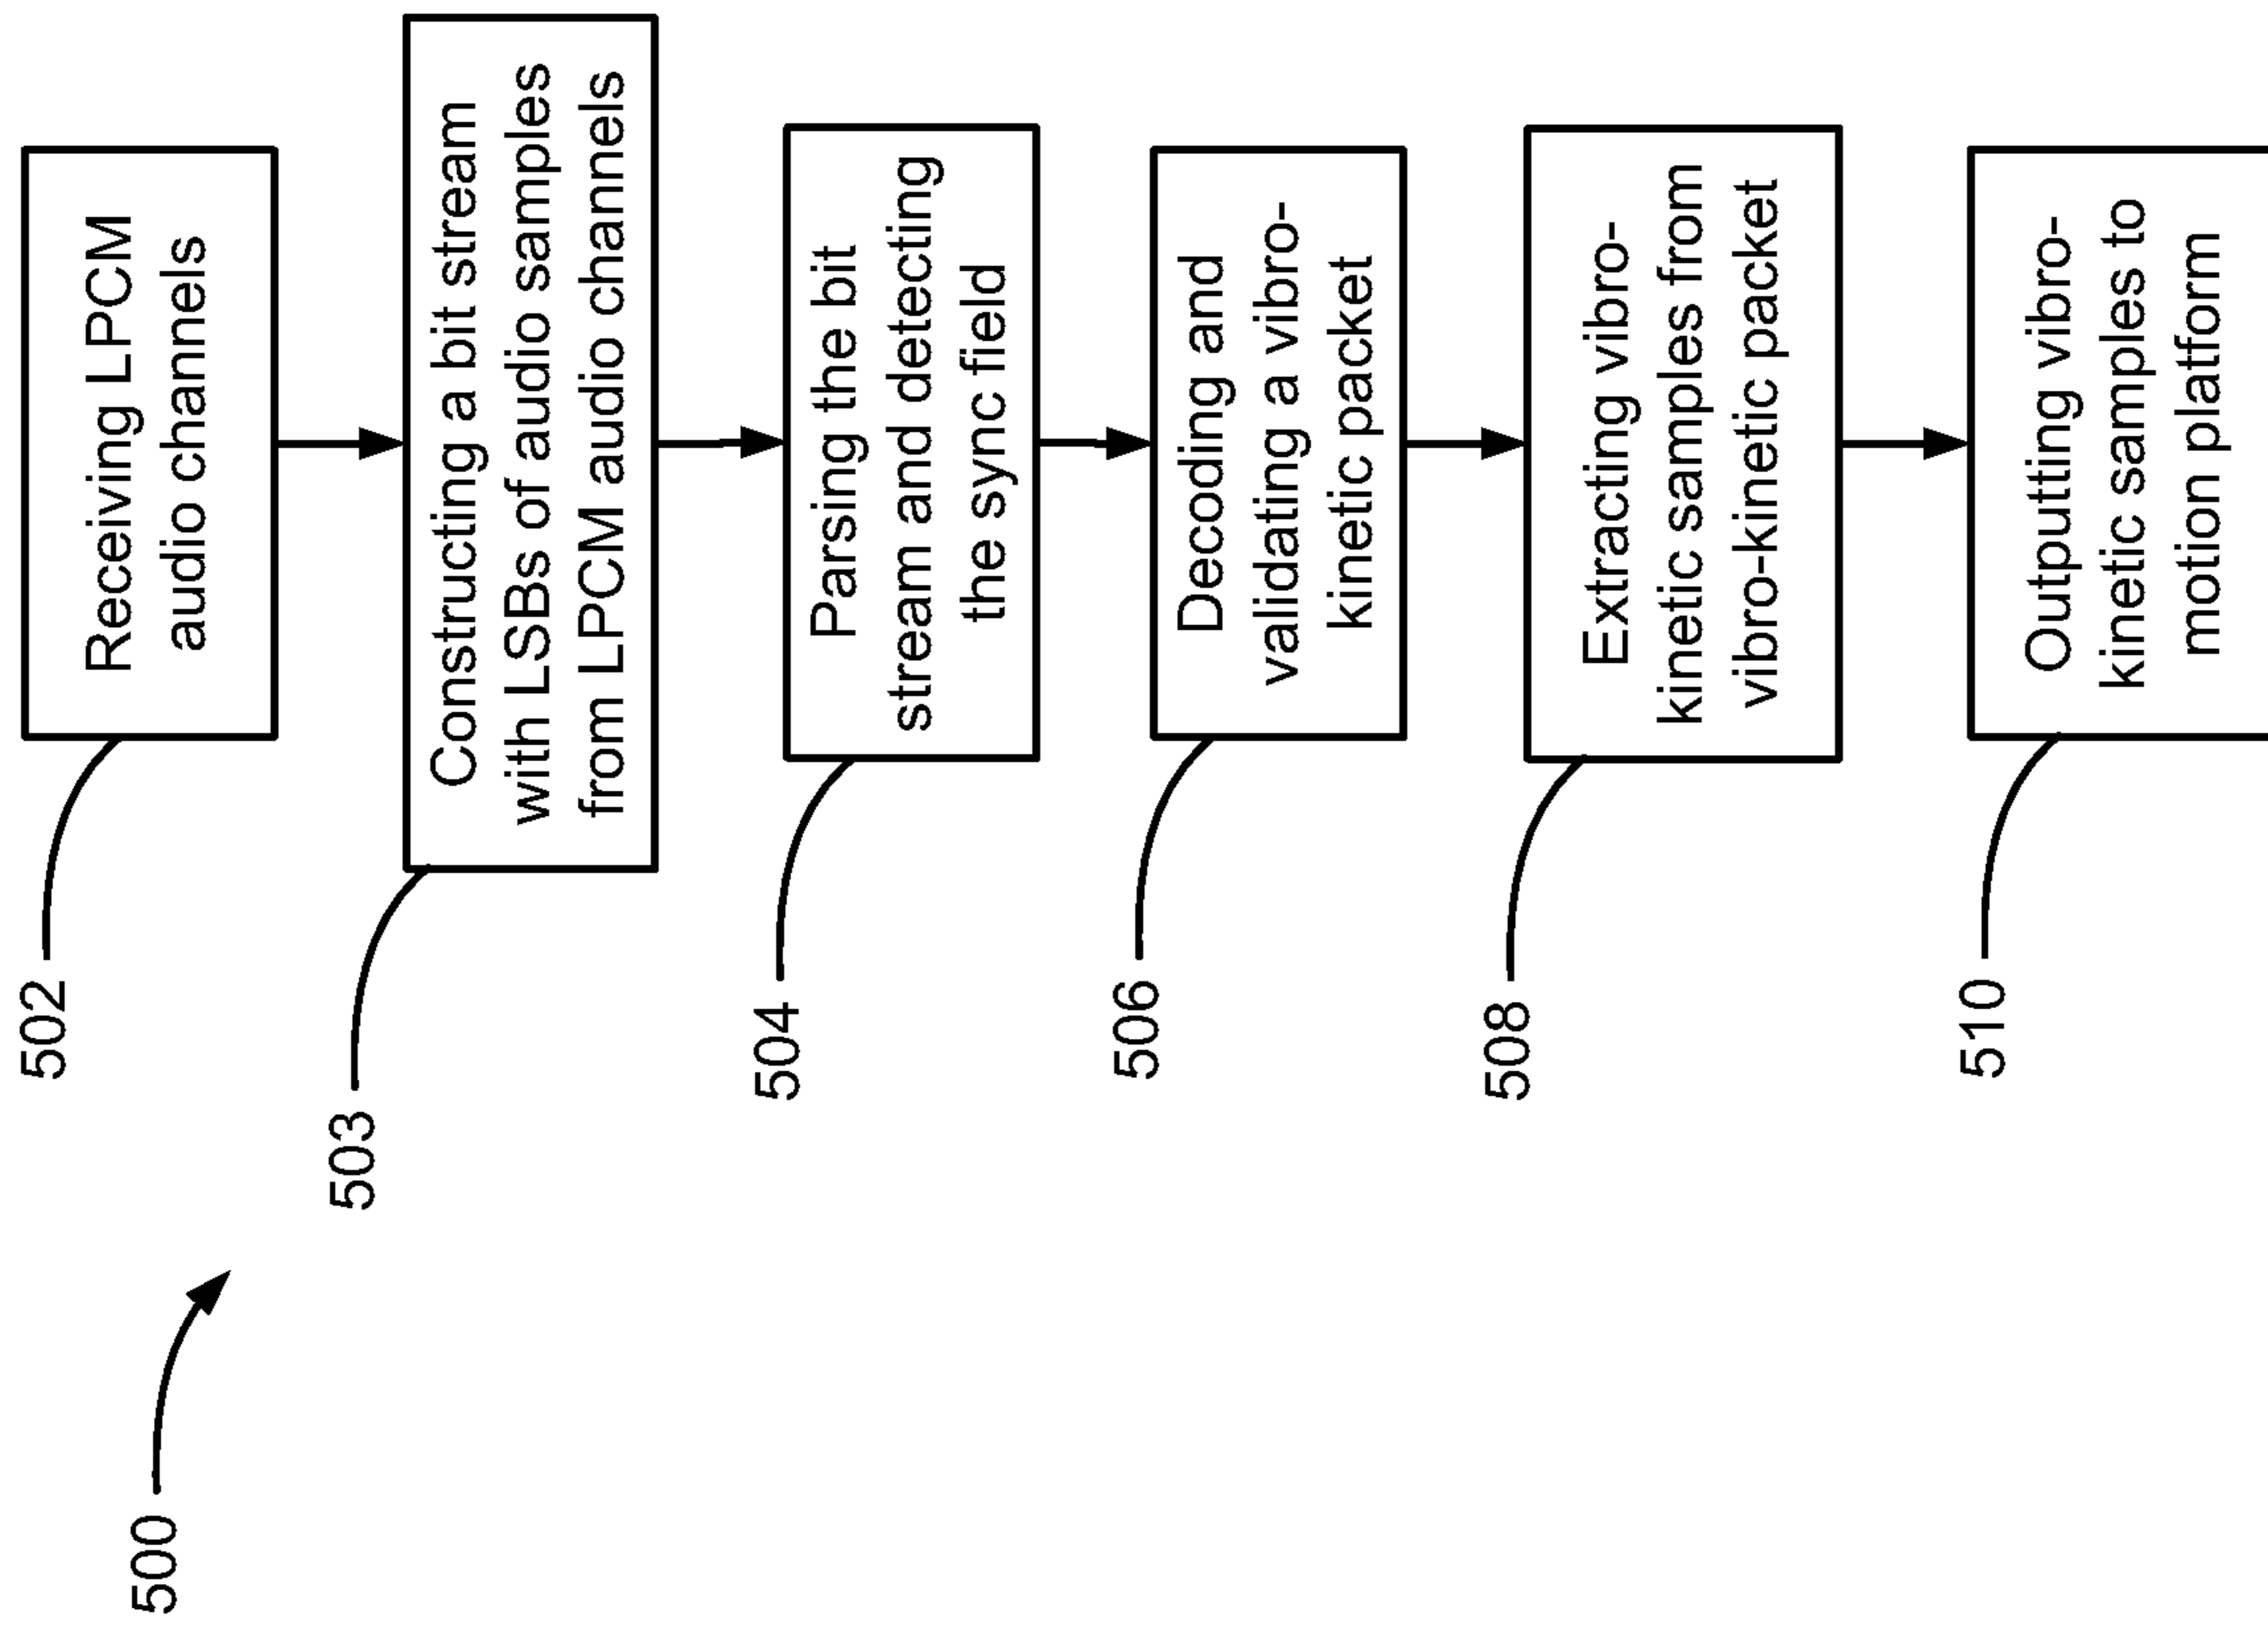 500
502
Receiving LPCM
audio channels
503
Constructing a bit stream
with LSBs of audio samples
from LPCM audio channels
504
Parsing the bit
stream and detecting
the sync field
506
Decoding and
validating a vibro-
kinetic packet
508
Extracting vibro-
kinetic samples from
vibro-kinetic packet
510
Outputting vibro-
kinetic samples to
motion platform